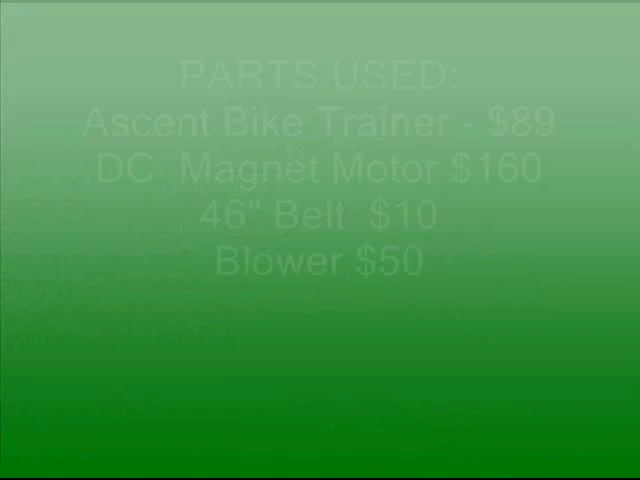 PARTS USED:
Ascent Bike Trainer - $89
DC Magnet Motor $160
46" Belt $10
Blower $50